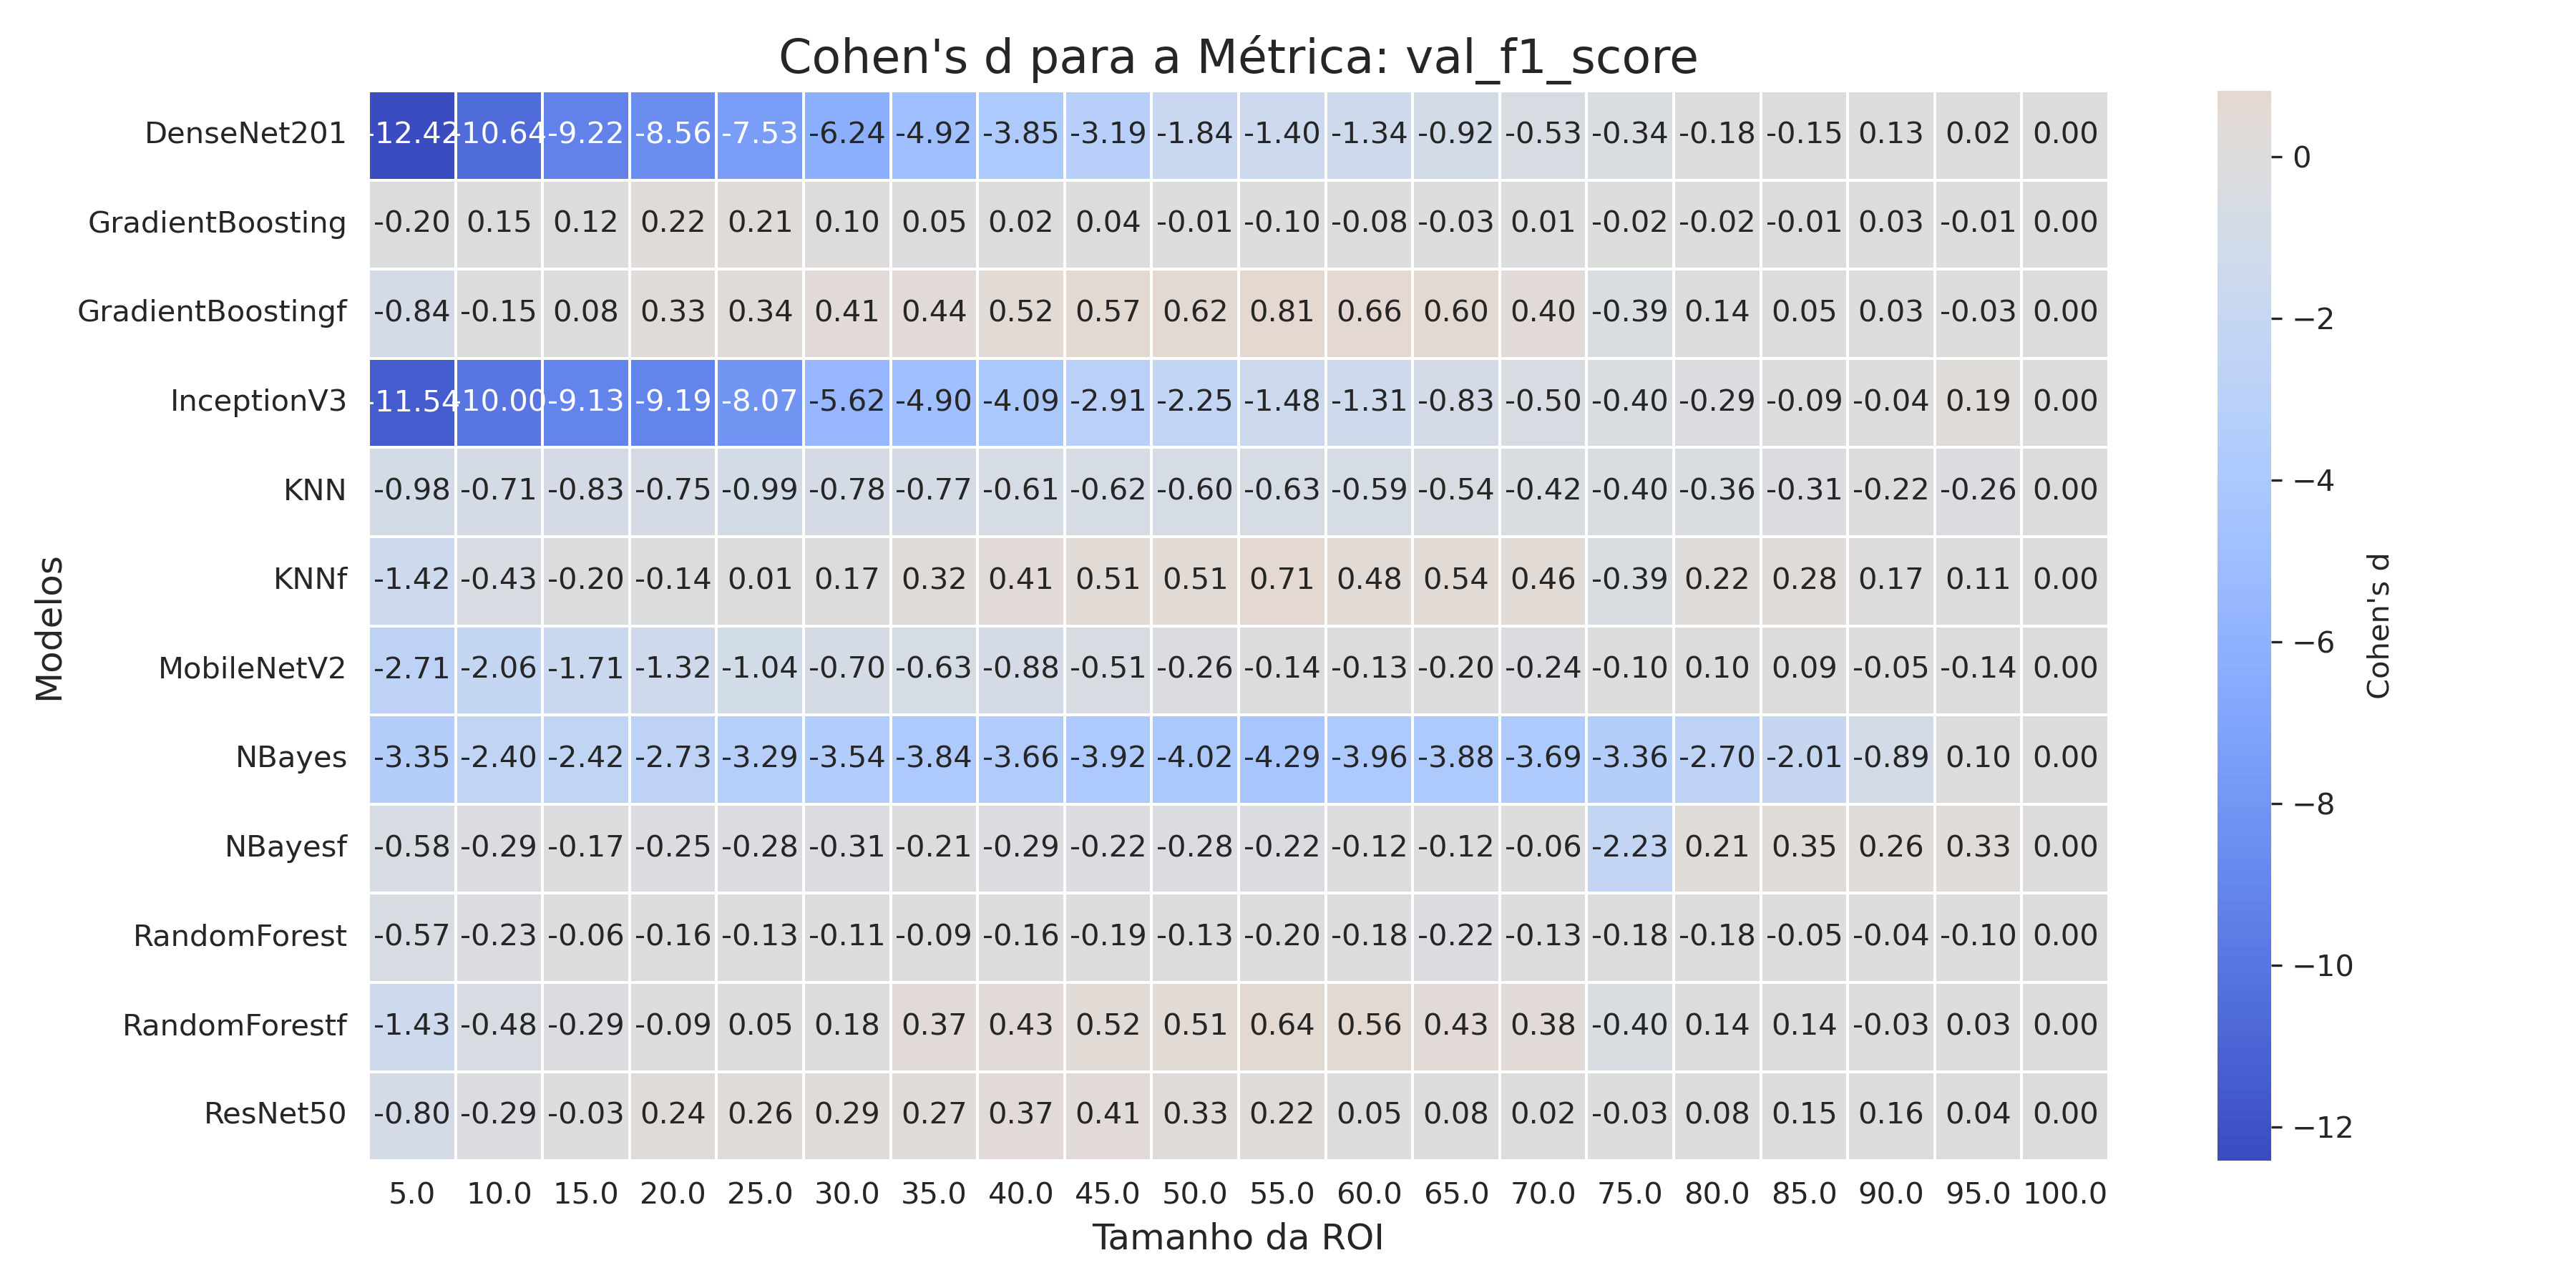 Cohen's d para a Métrica: val_f1_score
DenseNet201 -12.42 -10.64 -9.22 -8.56 -7.53 -6.24 -4.92 -3.85 -3.19 -1.84 -1.40 -1.34 -0.92 -0.53 -0.34 -0.18 -0.15 0.13 0.02 0.00
GradientBoosting -0.20 0.15 0.12 0.22 0.21 0.10 0.05 0.02 0.04 -0.01 -0.10 -0.08 -0.03 0.01 -0.02 -0.02 -0.01 0.03 -0.01 0.00
GradientBoostingf -0.84 -0.15 0.08 0.33 0.34 0.41 0.44 0.52 0.57 0.62 0.81 0.66 0.60 0.40 -0.39 0.14 0.05 0.03 -0.03 0.00
InceptionV3 -11.54 -10.00 -9.13 -9.19 -8.07 -5.62 -4.90 -4.09 -2.91 -2.25 -1.48 -1.31 -0.83 -0.50 -0.40 -0.29 -0.09 -0.04 0.19 0.00
KNN -0.98 -0.71 -0.83 -0.75 -0.99 -0.78 -0.77 -0.61 -0.62 -0.60 -0.63 -0.59 -0.54 -0.42 -0.40 -0.36 -0.31 -0.22 -0.26 0.00
KNNf -1.42 -0.43 -0.20 -0.14 0.01 0.17 0.32 0.41 0.51 0.51 0.71 0.48 0.54 0.46 -0.39 0.22 0.28 0.17 0.11 0.00
MobileNetV2 -2.71 -2.06 -1.71 -1.32 -1.04 -0.70 -0.63 -0.88 -0.51 -0.26 -0.14 -0.13 -0.20 -0.24 -0.10 0.10 0.09 -0.05 -0.14 0.00
NBayes -3.35 -2.40 -2.42 -2.73 -3.29 -3.54 -3.84 -3.66 -3.92 -4.02 -4.29 -3.96 -3.88 -3.69 -3.36 -2.70 -2.01 -0.89 0.10 0.00
NBayesf -0.58 -0.29 -0.17 -0.25 -0.28 -0.31 -0.21 -0.29 -0.22 -0.28 -0.22 -0.12 -0.12 -0.06 -2.23 0.21 0.35 0.26 0.33 0.00
RandomForest -0.57 -0.23 -0.06 -0.16 -0.13 -0.11 -0.09 -0.16 -0.19 -0.13 -0.20 -0.18 -0.22 -0.13 -0.18 -0.18 -0.05 -0.04 -0.10 0.00
RandomForestf -1.43 -0.48 -0.29 -0.09 0.05 0.18 0.37 0.43 0.52 0.51 0.64 0.56 0.43 0.38 -0.40 0.14 0.14 -0.03 0.03 0.00
ResNet50 -0.80 -0.29 -0.03 0.24 0.26 0.29 0.27 0.37 0.41 0.33 0.22 0.05 0.08 0.02 -0.03 0.08 0.15 0.16 0.04 0.00
5.0 10.0 15.0 20.0 25.0 30.0 35.0 40.0 45.0 50.0 55.0 60.0 65.0 70.0 75.0 80.0 85.0 90.0 95.0 100.0
Tamanho da ROI
Modelos
0
−2
−4
−6
−8
−10
−12
Cohen's d